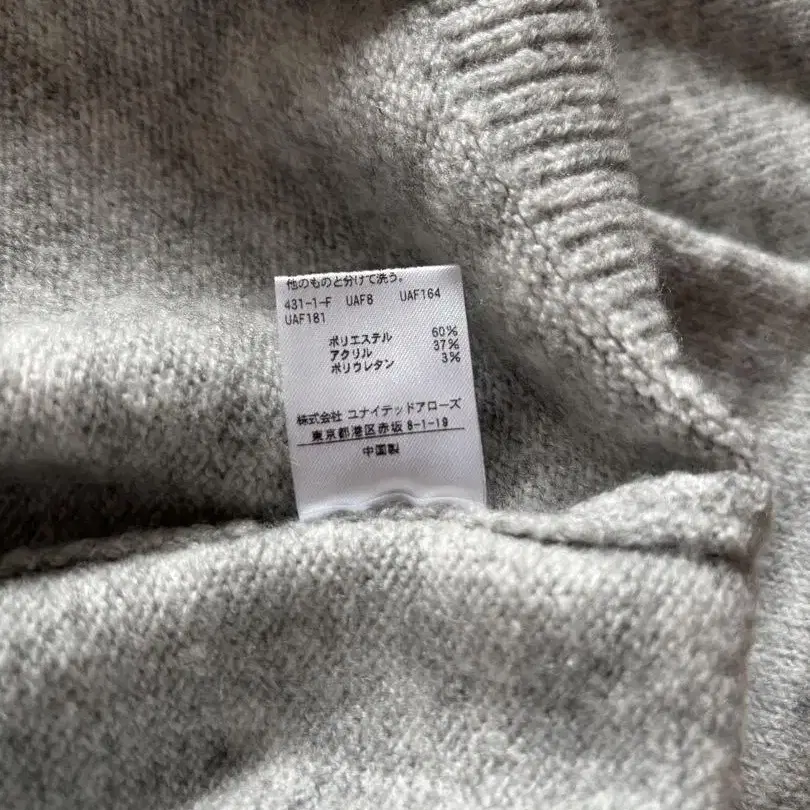 他のものと分けて洗う。
431-1-F UAF8 UAF164
UAF181
ポリエステル 60%
アクリル 37%
ポリウレタン 3%
株式会社 ユナイテッドアローズ
東京都港区赤坂 8-1-19
中国製